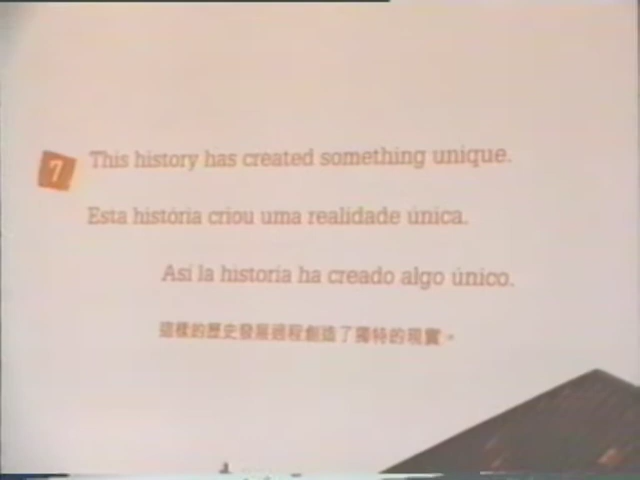 7 This history has created something unique.
Esta história criou uma realidade única.
Así la historia ha creado algo único.
這樣的歷史發展過程創造了獨特的現實。